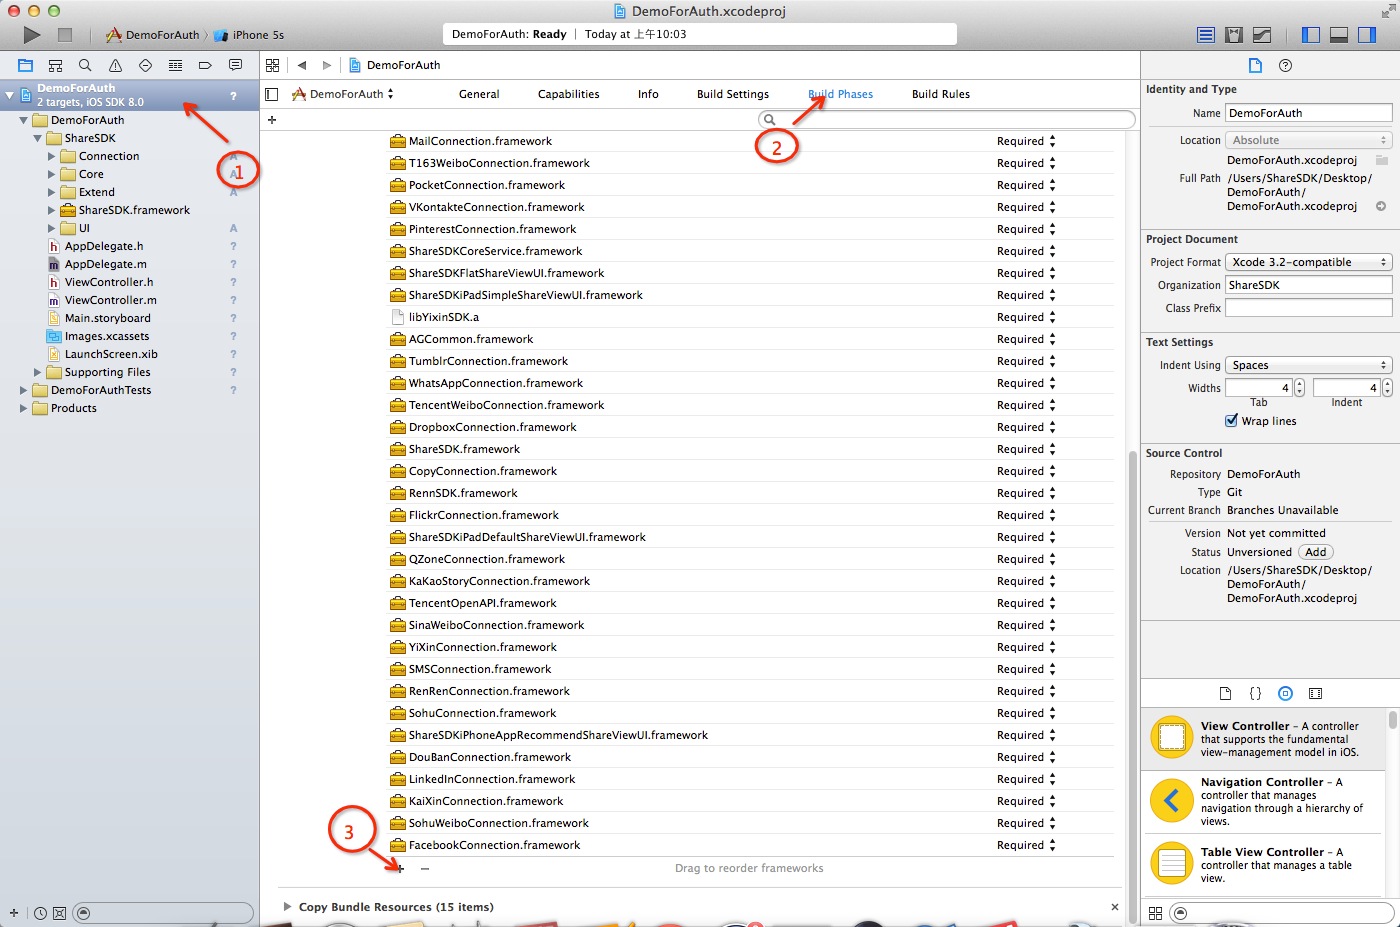 DemoForAuth.xcodeproj
DemoForAuth
iPhone 5s
DemoForAuth: Ready | Today at 上午10:03
DemoForAuth
2 targets, iOS SDK 8.0
?
DemoForAuth
ShareSDK
Connection
A
Core
A
Extend
A
ShareSDK.framework
UI
A
AppDelegate.h
?
AppDelegate.m
?
ViewController.h
?
ViewController.m
?
Main.storyboard
?
Images.xcassets
?
LaunchScreen.xib
?
Supporting Files
?
DemoForAuthTests
?
Products
1
DemoForAuth
DemoForAuth
General
Capabilities
Info
Build Settings
Build Phases
Build Rules
2
MailConnection.framework Required
T163WeiboConnection.framework Required
PocketConnection.framework Required
VKontakteConnection.framework Required
PinterestConnection.framework Required
ShareSDKCoreService.framework Required
ShareSDKFlatShareViewUI.framework Required
ShareSDKiPadSimpleShareViewUI.framework Required
libYixinSDK.a Required
AGCommon.framework Required
TumblrConnection.framework Required
WhatsAppConnection.framework Required
TencentWeiboConnection.framework Required
DropboxConnection.framework Required
ShareSDK.framework Required
CopyConnection.framework Required
RennSDK.framework Required
FlickrConnection.framework Required
ShareSDKiPadDefaultShareViewUI.framework Required
QZoneConnection.framework Required
KaKaoStoryConnection.framework Required
TencentOpenAPI.framework Required
SinaWeiboConnection.framework Required
YiXinConnection.framework Required
SMSConnection.framework Required
RenRenConnection.framework Required
SohuConnection.framework Required
ShareSDKiPhoneAppRecommendShareViewUI.framework Required
DouBanConnection.framework Required
LinkedInConnection.framework Required
KaiXinConnection.framework Required
SohuWeiboConnection.framework Required
FacebookConnection.framework Required
3
Drag to reorder frameworks
Copy Bundle Resources (15 items)
Identity and Type
Name DemoForAuth
Location Absolute
DemoForAuth.xcodeproj
Full Path /Users/ShareSDK/Desktop/
DemoForAuth/
DemoForAuth.xcodeproj
Project Document
Project Format Xcode 3.2-compatible
Organization ShareSDK
Class Prefix
Text Settings
Indent Using Spaces
Widths 4 4
Tab Indent
Wrap lines
Source Control
Repository DemoForAuth
Type Git
Current Branch Branches Unavailable
Version Not yet committed
Status Unversioned Add
Location /Users/ShareSDK/Desktop/
DemoForAuth/
DemoForAuth.xcodeproj
View Controller – A controller
that supports the fundamental
view-management model in iOS.
Navigation Controller – A
controller that manages
navigation through a hierarchy of
views.
Table View Controller – A
controller that manages a table
view.